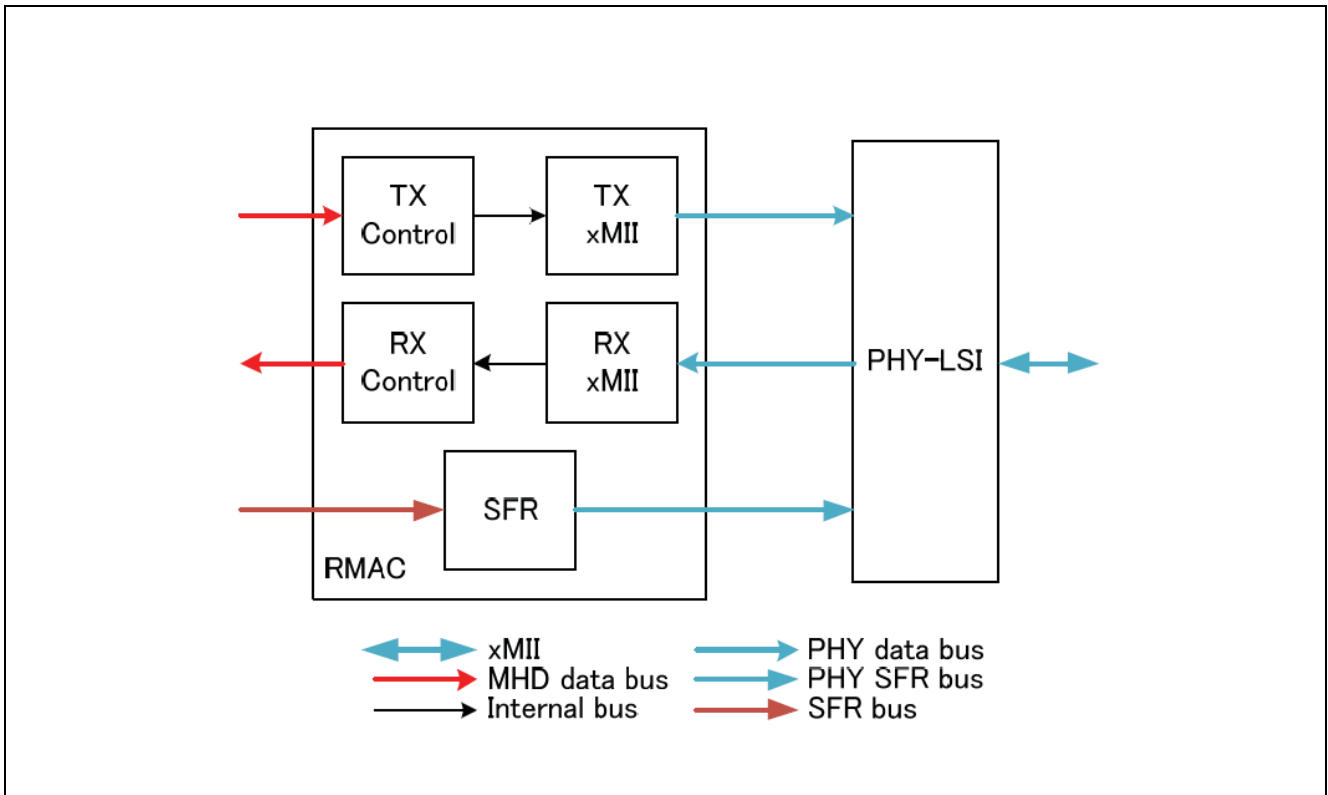 TX
Control
TX
xMII
RX
Control
RX
xMII
PHY-LSI
SFR
RMAC
xMII
PHY data bus
MHD data bus
PHY SFR bus
Internal bus
SFR bus